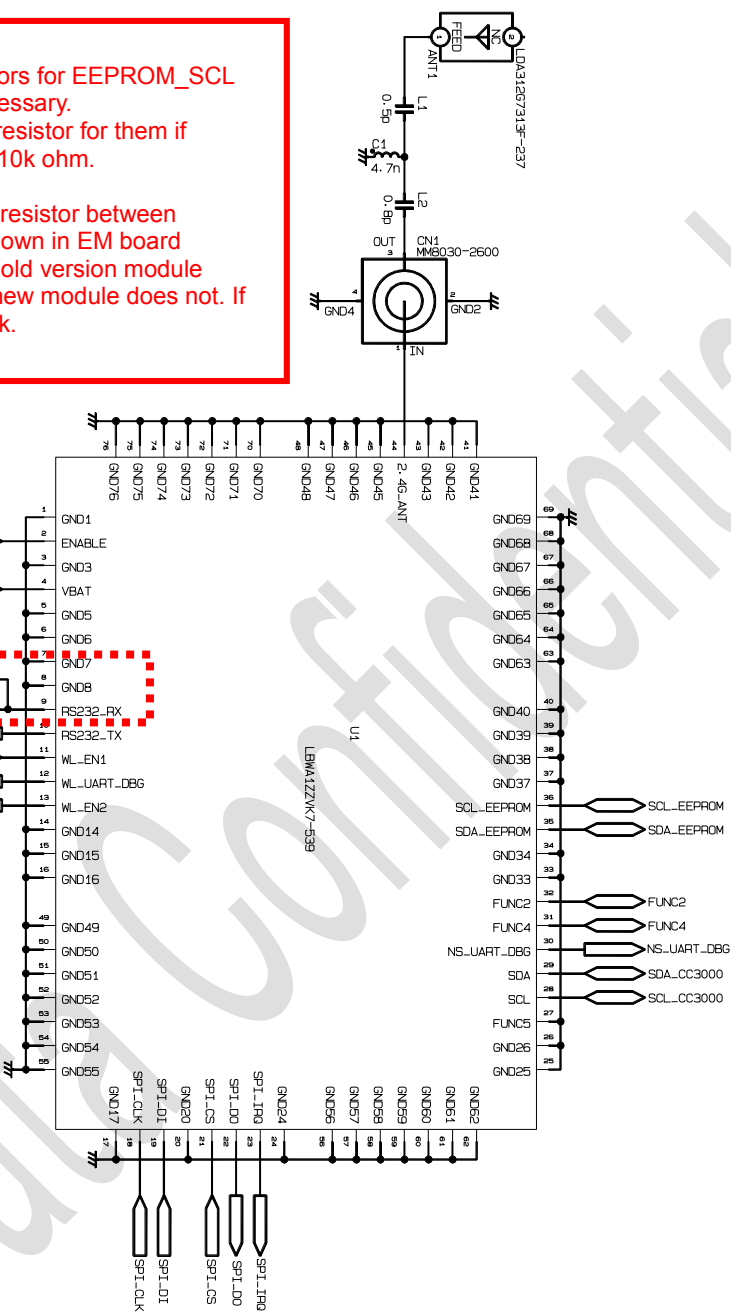 ors for EEPROM_SCL
essary.
resistor for them if
10k ohm.
resistor between
own in EM board
old version module
new module does not. If
k.
FEED
NC
1
2
ANT1
LDA312G7313F-237
L1
0.5p
C1
4.7n
L2
0.8p
OUT
3
CN1
MM8030-2600
4
GND4
2
GND2
1
IN
76
75
74
73
72
71
70
48
47
46
45
44
43
42
41
GND76
GND75
GND74
GND73
GND72
GND71
GND70
GND48
GND47
GND46
GND45
2.4G_ANT
GND43
GND42
GND41
1
GND1
2
ENABLE
3
GND3
4
VBAT
5
GND5
6
GND6
7
GND7
8
GND8
9
RS232_RX
10
RS232_TX
11
WL_EN1
12
WL_UART_DBG
13
WL_EN2
14
GND14
15
GND15
16
GND16
49
GND49
50
GND50
51
GND51
52
GND52
53
GND53
54
GND54
55
GND55
U1
LBWA1ZZVK7-539
GND69
69
GND68
68
GND67
67
GND66
66
GND65
65
GND64
64
GND63
63
GND40
40
GND39
39
GND38
38
GND37
37
SCL_EEPROM
36
SCL_EEPROM
SDA_EEPROM
35
SDA_EEPROM
GND34
34
GND33
33
FUNC2
32
FUNC2
FUNC4
31
FUNC4
NS_UART_DBG
30
NS_UART_DBG
SDA
29
SDA_CC3000
SCL
28
SCL_CC3000
FUNC5
27
GND26
26
GND25
25
GND17
SPI_CLK
SPI_DI
GND20
SPI_CS
SPI_DO
SPI_IRQ
GND24
GND56
GND57
GND58
GND59
GND60
GND61
GND62
17
18
19
20
21
22
23
24
56
57
58
59
60
61
62
SPI_CLK
SPI_DI
SPI_CS
SPI_DO
SPI_IRQ
ta Confidential